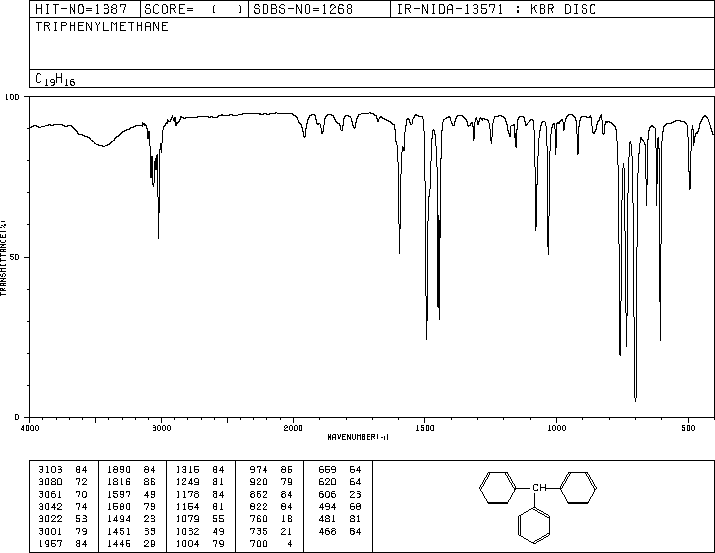 HIT-NO=1387 SCORE= ( ) SDBS-NO=1268 IR-NIDA-13571 : KBR DISC
TRIPHENYLMETHANE
C19H16
100
50
0
TRANSMITTANCE(%)
4000 3000 2000 1500 1000 500
WAVENUMBER(-1)
3103 84 1890 84 1315 84 974 86 659 64
3080 72 1816 86 1249 81 920 79 620 64
3061 70 1597 49 1178 84 862 84 606 23
3042 74 1580 79 1154 81 822 84 494 68
3022 53 1494 23 1079 55 760 18 481 81
3001 79 1451 39 1032 49 735 21 468 84
1957 84 1446 29 1004 79 700 4
CH